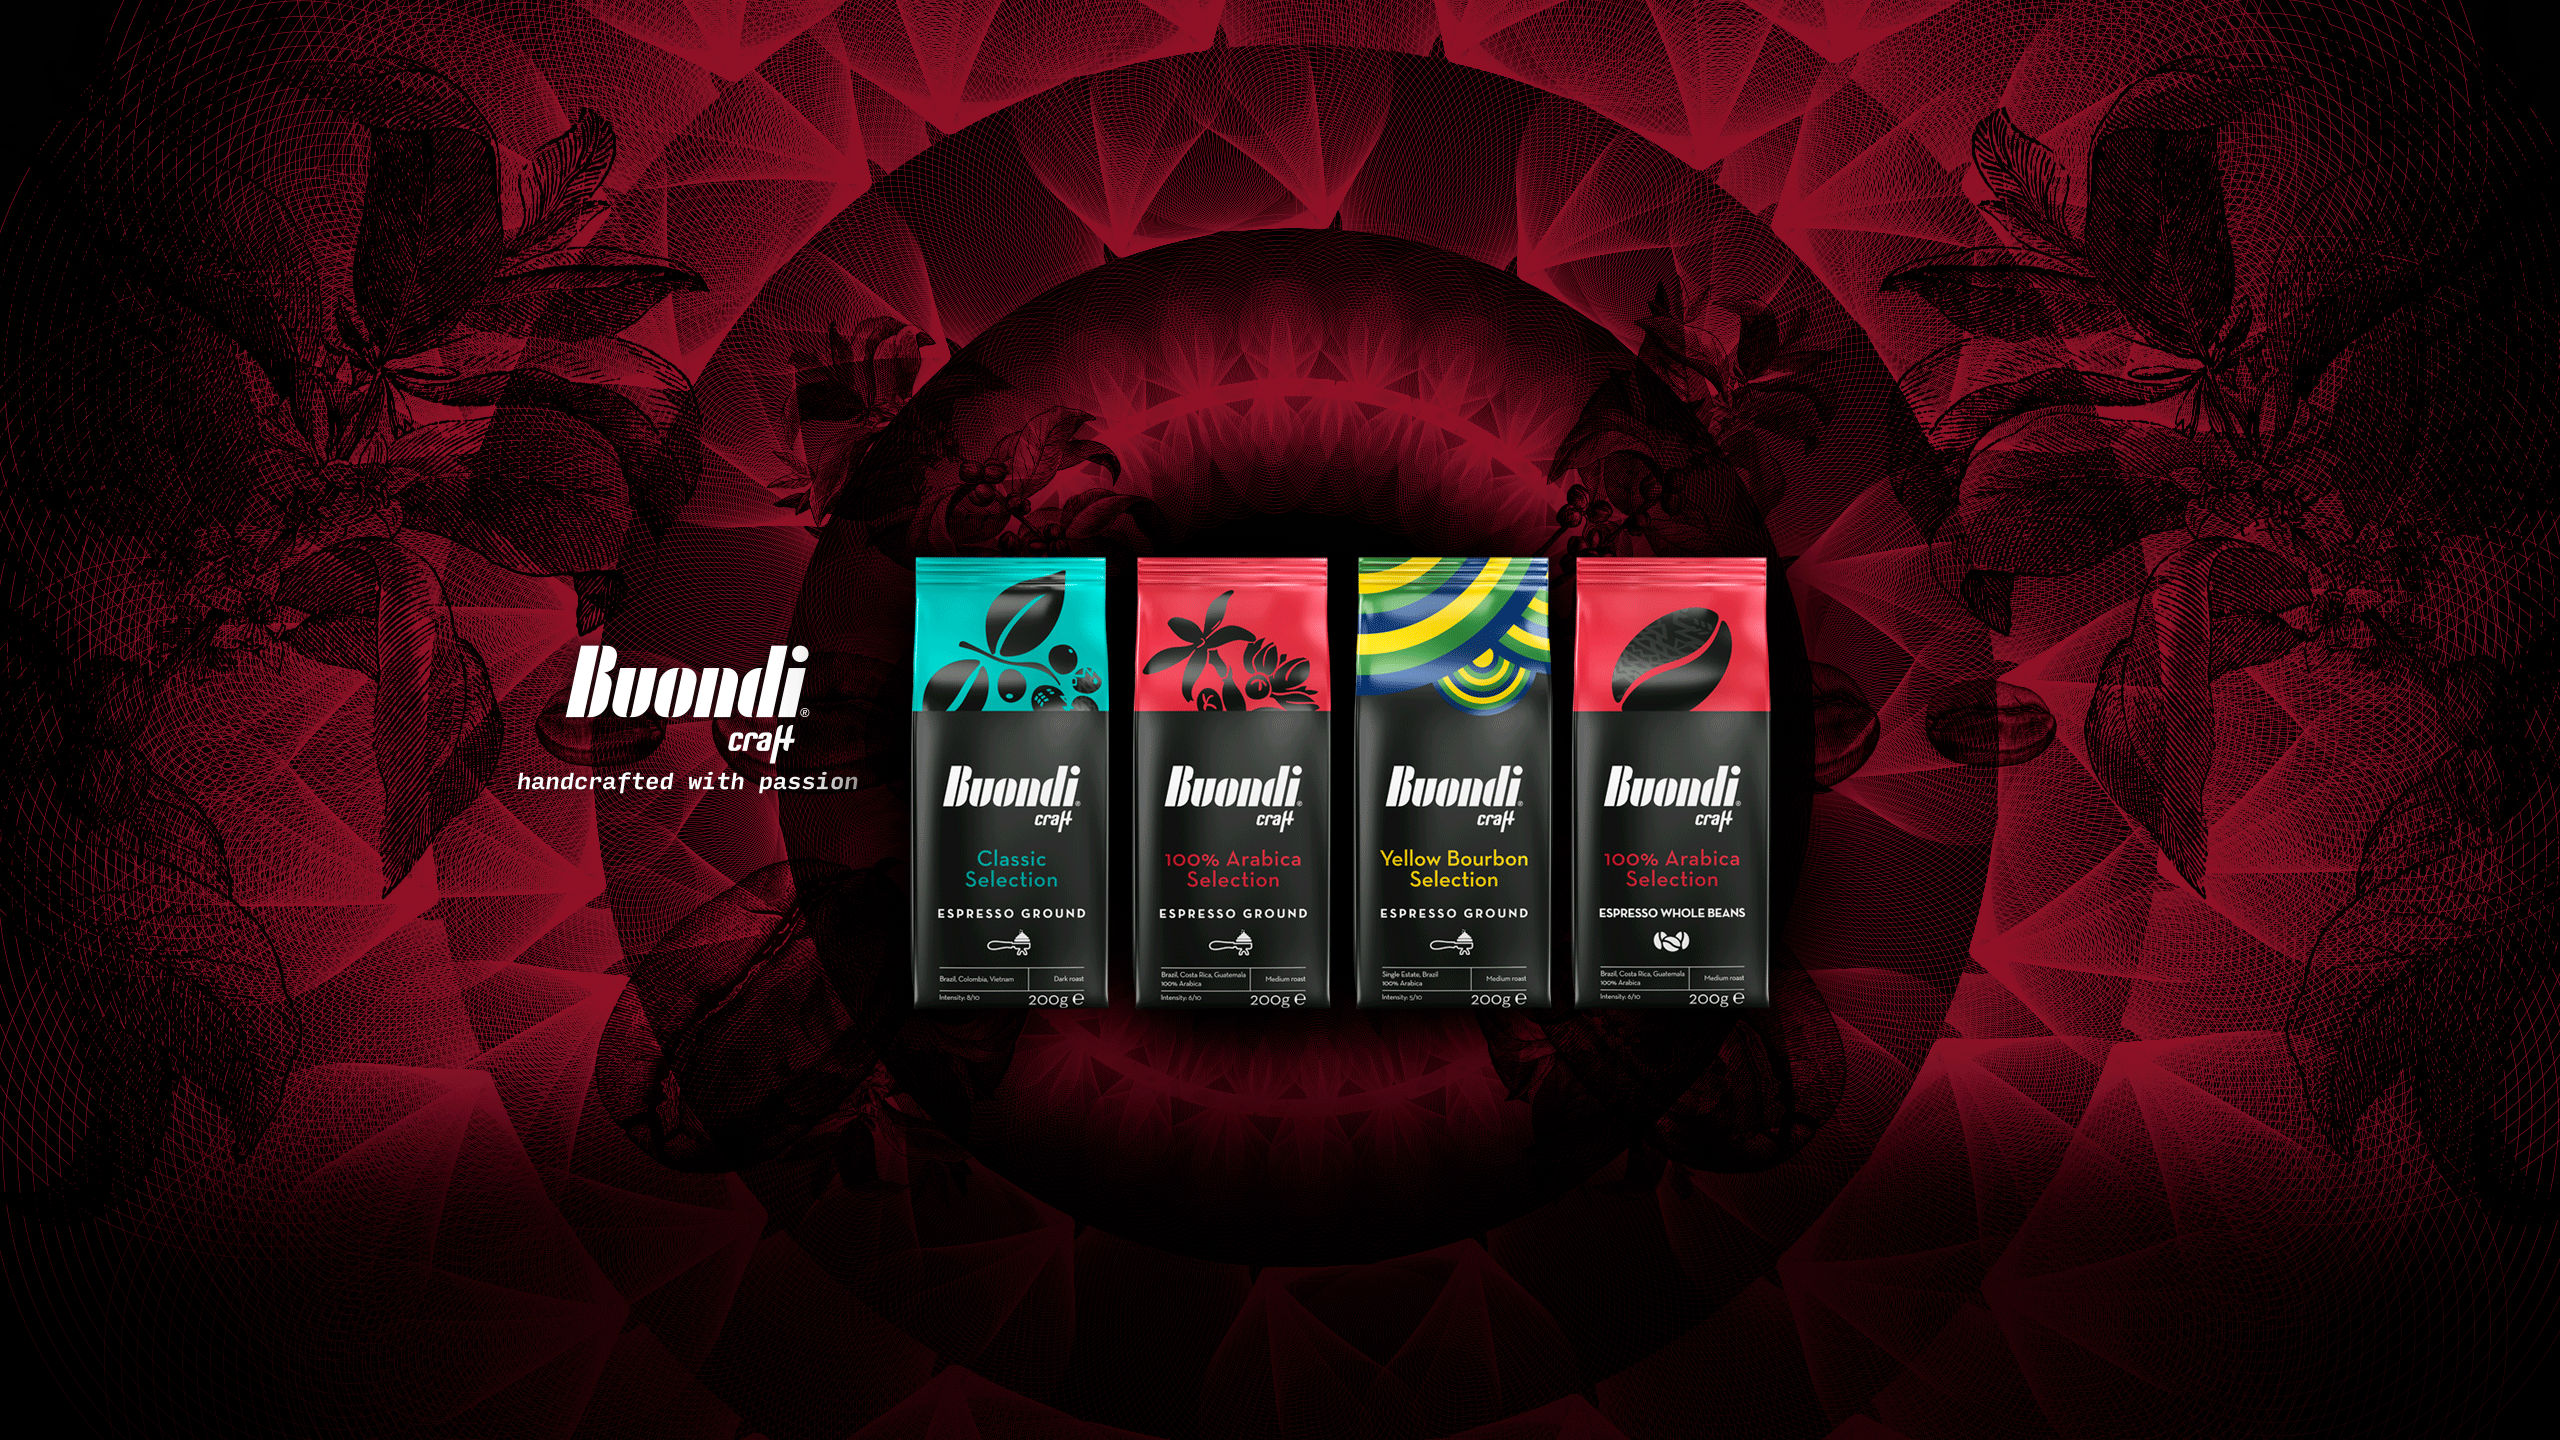 Buondi®
craft
handcrafted with passion
Buondi®
craft
Classic
Selection
ESPRESSO GROUND
Brazil, Colombia, Vietnam
Dark roast
Intensity: 8/10
200g ℮
Buondi®
craft
100% Arabica
Selection
ESPRESSO GROUND
Brazil, Costa Rica, Guatemala
100% Arabica
Medium roast
Intensity: 6/10
200g ℮
Buondi®
craft
Yellow Bourbon
Selection
ESPRESSO GROUND
Single Estate, Brazil
100% Arabica
Medium roast
Intensity: 5/10
200g ℮
Buondi®
craft
100% Arabica
Selection
ESPRESSO WHOLE BEANS
Brazil, Costa Rica, Guatemala
100% Arabica
Medium roast
Intensity: 6/10
200g ℮